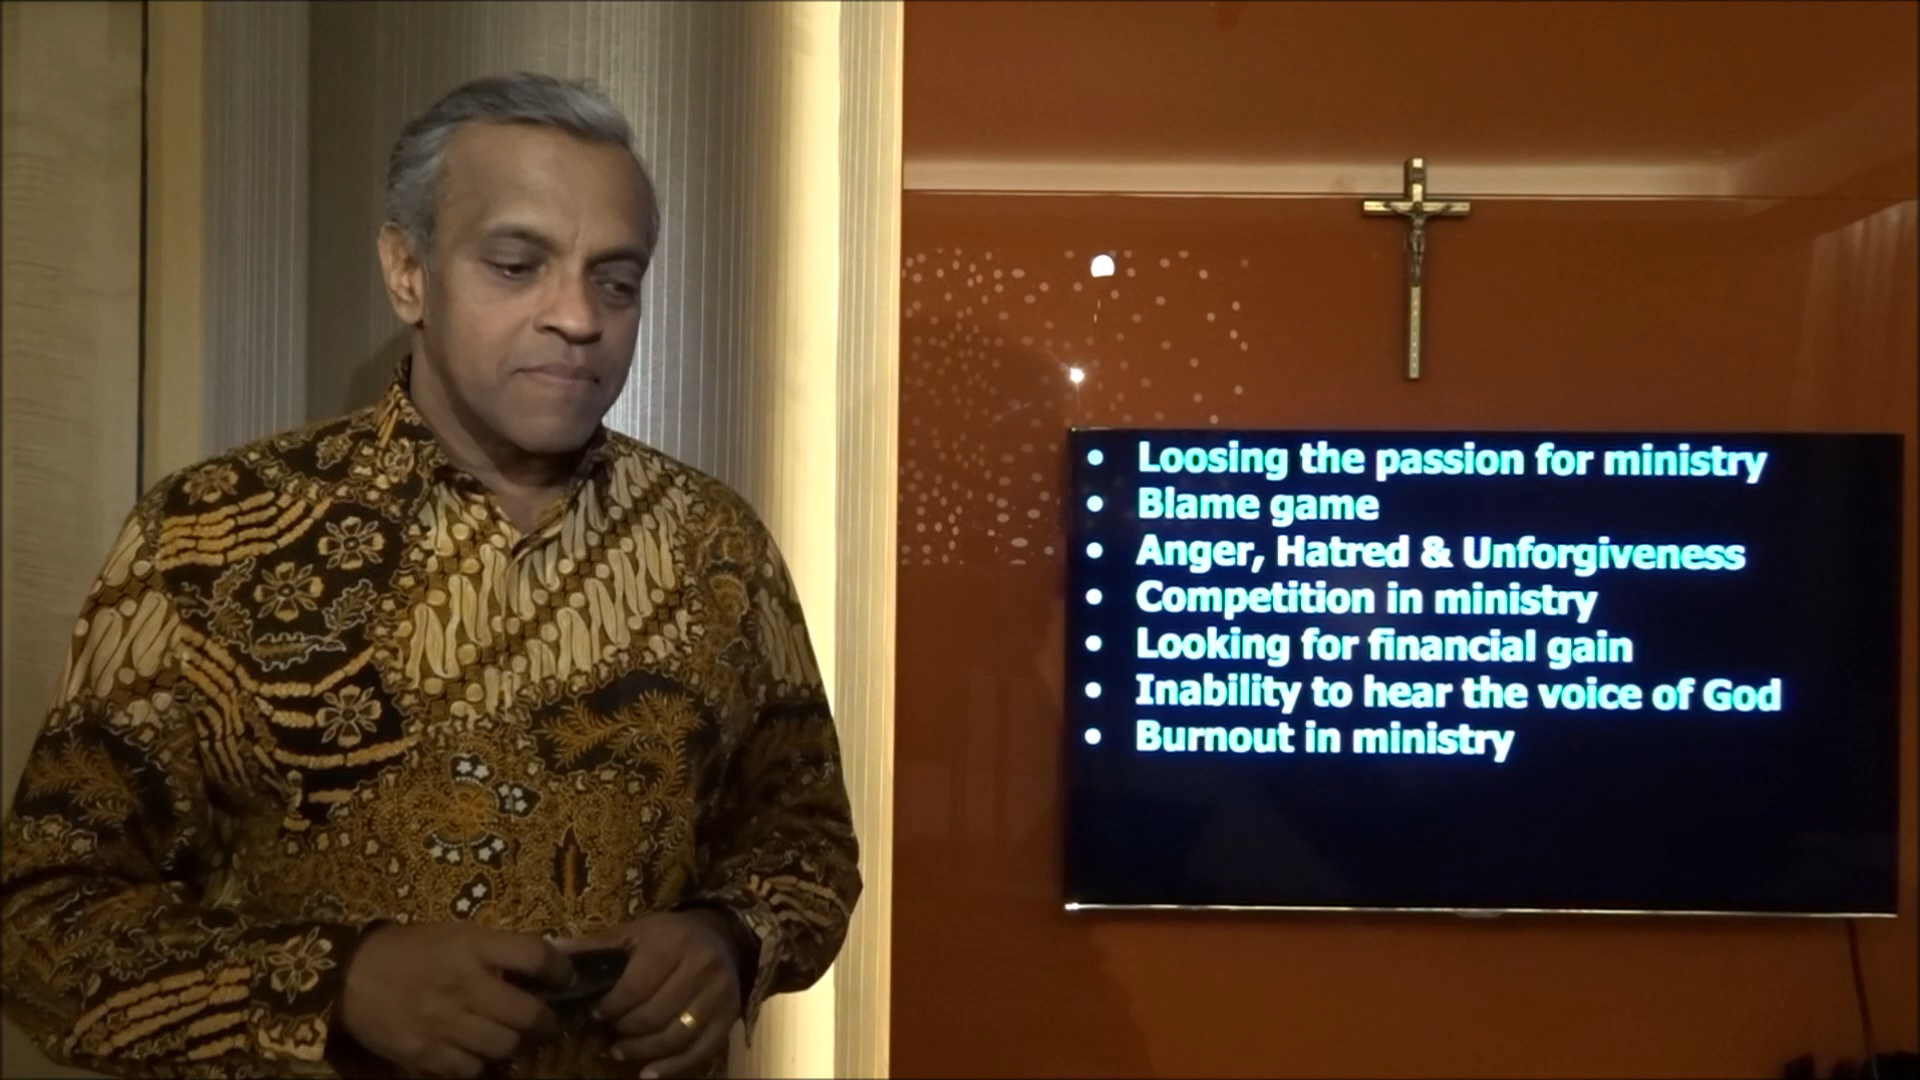 • Loosing the passion for ministry
• Blame game
• Anger, Hatred & Unforgiveness
• Competition in ministry
• Looking for financial gain
• Inability to hear the voice of God
• Burnout in ministry